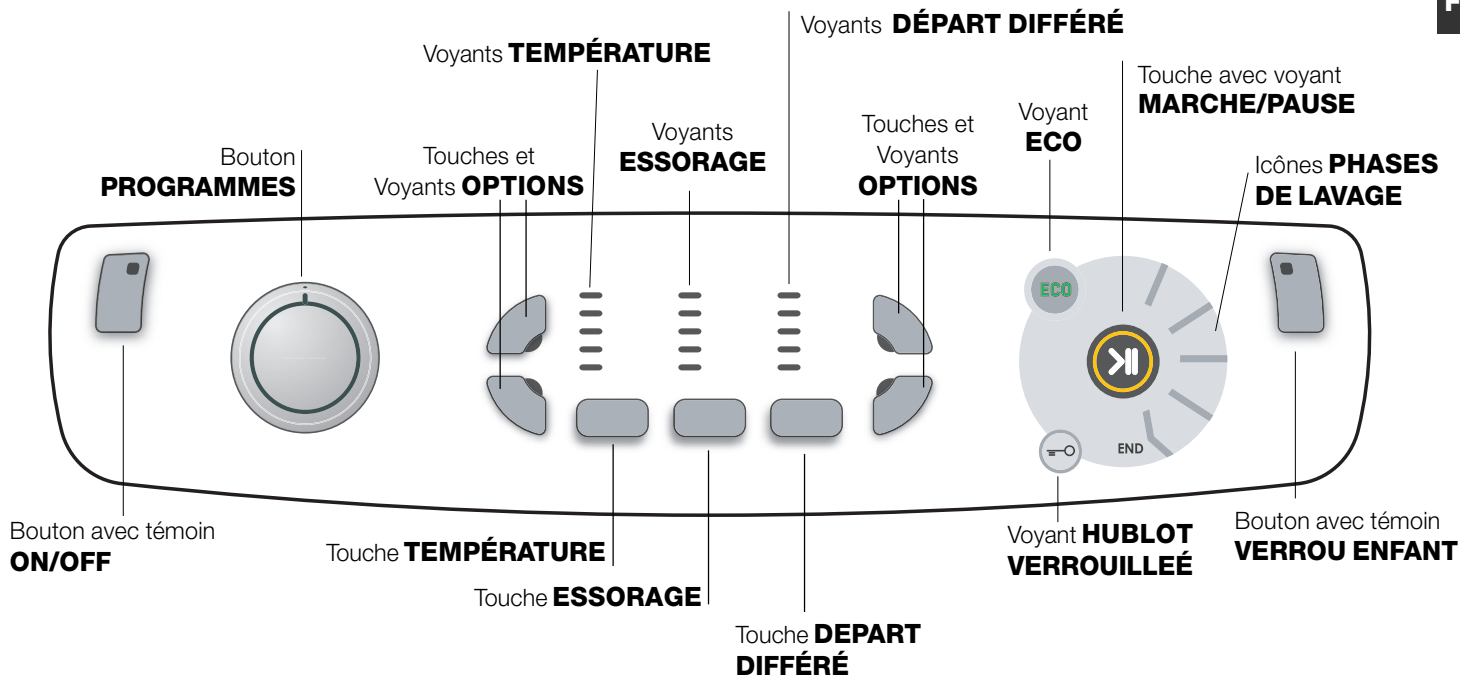 Voyants DÉPART DIFFÉRÉ
Voyants TEMPÉRATURE
Touche avec voyant
MARCHE/PAUSE
Voyant
ECO
Touches et
Voyants
OPTIONS
Voyants
ESSORAGE
Bouton
PROGRAMMES
Touches et
Voyants OPTIONS
Icônes PHASES
DE LAVAGE
ECO
END
Bouton avec témoin
ON/OFF
Touche TEMPÉRATURE
Touche ESSORAGE
Touche DEPART
DIFFÉRÉ
Voyant HUBLOT
VERROUILLEÉ
Bouton avec témoin
VERROU ENFANT